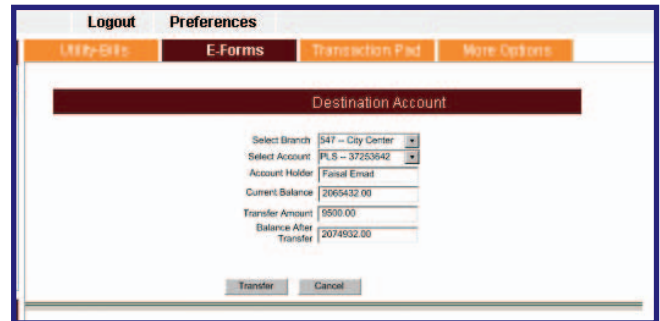 Logout Preferences
Utility-Bills E-Forms Transaction Pad More Options
Destination Account
Select Branch 547 -- City Center
Select Account PLS -- 37253642
Account Holder Faisal Emad
Current Balance 2065432.00
Transfer Amount 9500.00
Balance After
Transfer 2074932.00
Transfer Cancel